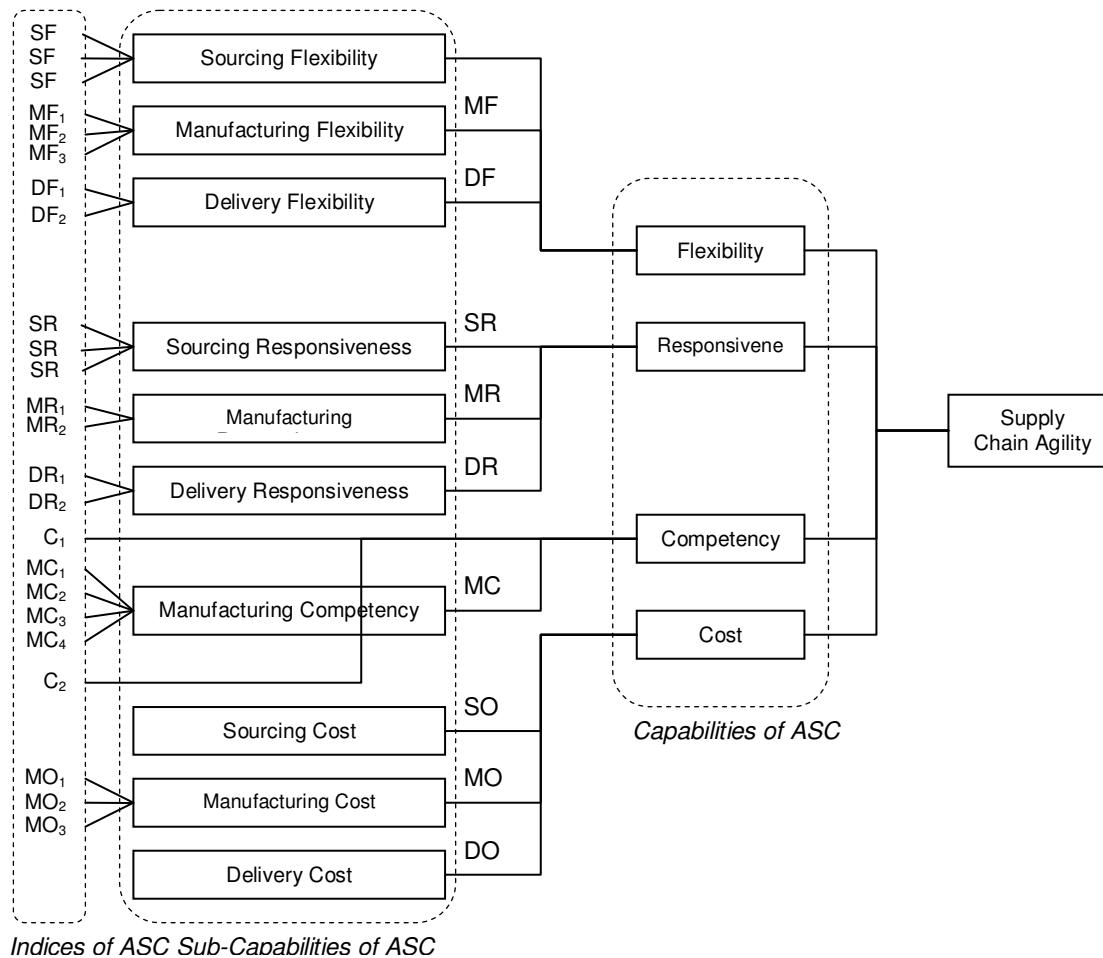 SF
SF
SF
Sourcing Flexibility
MF₁
MF₂
MF₃
Manufacturing Flexibility
MF
DF₁
DF₂
Delivery Flexibility
DF
Flexibility
SR
SR
SR
Sourcing Responsiveness
SR
Responsivene
MR₁
MR₂
Manufacturing
MR
Supply
Chain Agility
DR₁
DR₂
Delivery Responsiveness
DR
C₁
Competency
MC₁
MC₂
MC₃
MC₄
Manufacturing Competency
MC
Cost
C₂
Sourcing Cost
SO
Capabilities of ASC
MO₁
MO₂
MO₃
Manufacturing Cost
MO
Delivery Cost
DO
Indices of ASC Sub-Capabilities of ASC